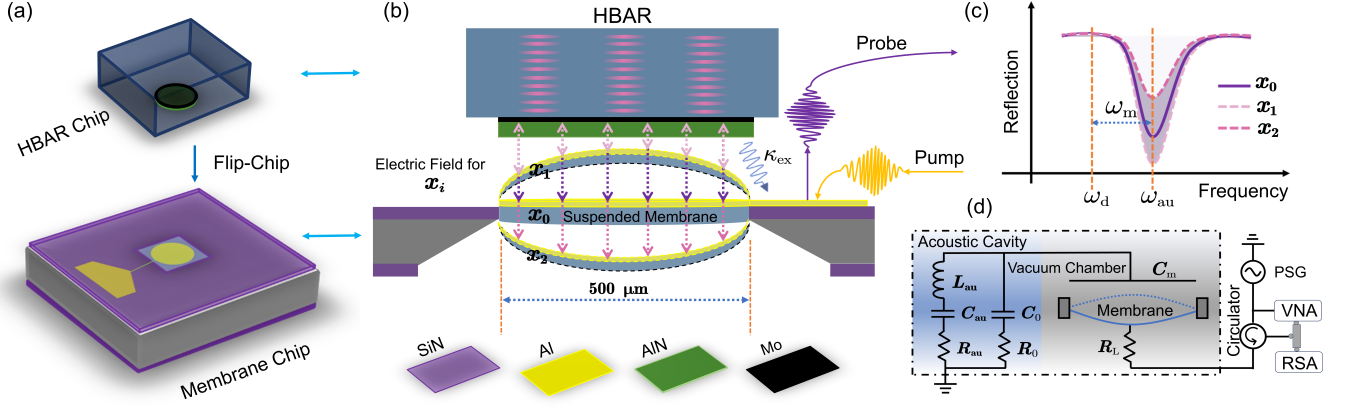 (a)
HBAR Chip
Flip-Chip
Membrane Chip
(b)
HBAR
Probe
Electric Field for
x_i
x_1
κ_ex
Pump
x_0 Suspended Membrane
x_2
500 μm
SiN
Al
AlN
Mo
(c)
Reflection
ω_m
x_0
x_1
x_2
Frequency
ω_d
ω_au
(d)
Acoustic Cavity
Vacuum Chamber
C_m
L_au
C_au
C_0
Membrane
R_au
R_0
R_L
Circulator
PSG
VNA
RSA